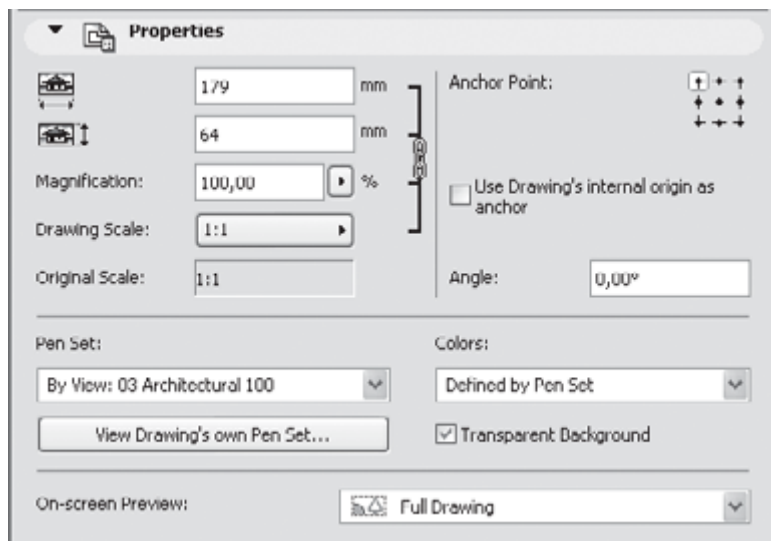 Properties
179 mm
Anchor Point:
64 mm
Magnification: 100,00 %
Use Drawing's internal origin as
anchor
Drawing Scale: 1:1
Original Scale: 1:1
Angle: 0,00°
Pen Set:
Colors:
By View: 03 Architectural 100
Defined by Pen Set
View Drawing's own Pen Set...
Transparent Background
On-screen Preview: Full Drawing